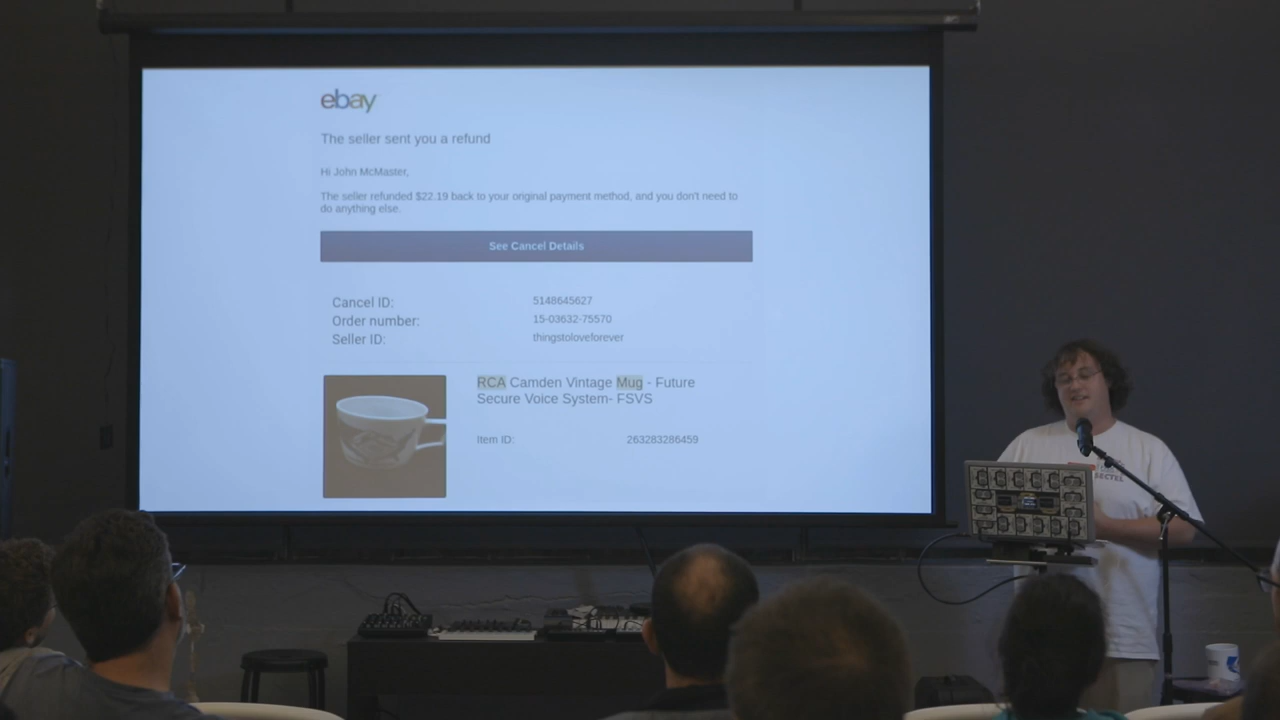 ebay
The seller sent you a refund
Hi John McMaster,
The seller refunded $22.19 back to your original payment method, and you don't need to
do anything else.
See Cancel Details
Cancel ID:
5148645627
Order number:
15-03632-75570
Seller ID:
thingstoloveforever
RCA Camden Vintage Mug - Future
Secure Voice System- FSVS
Item ID:
263283286459
SECTEL